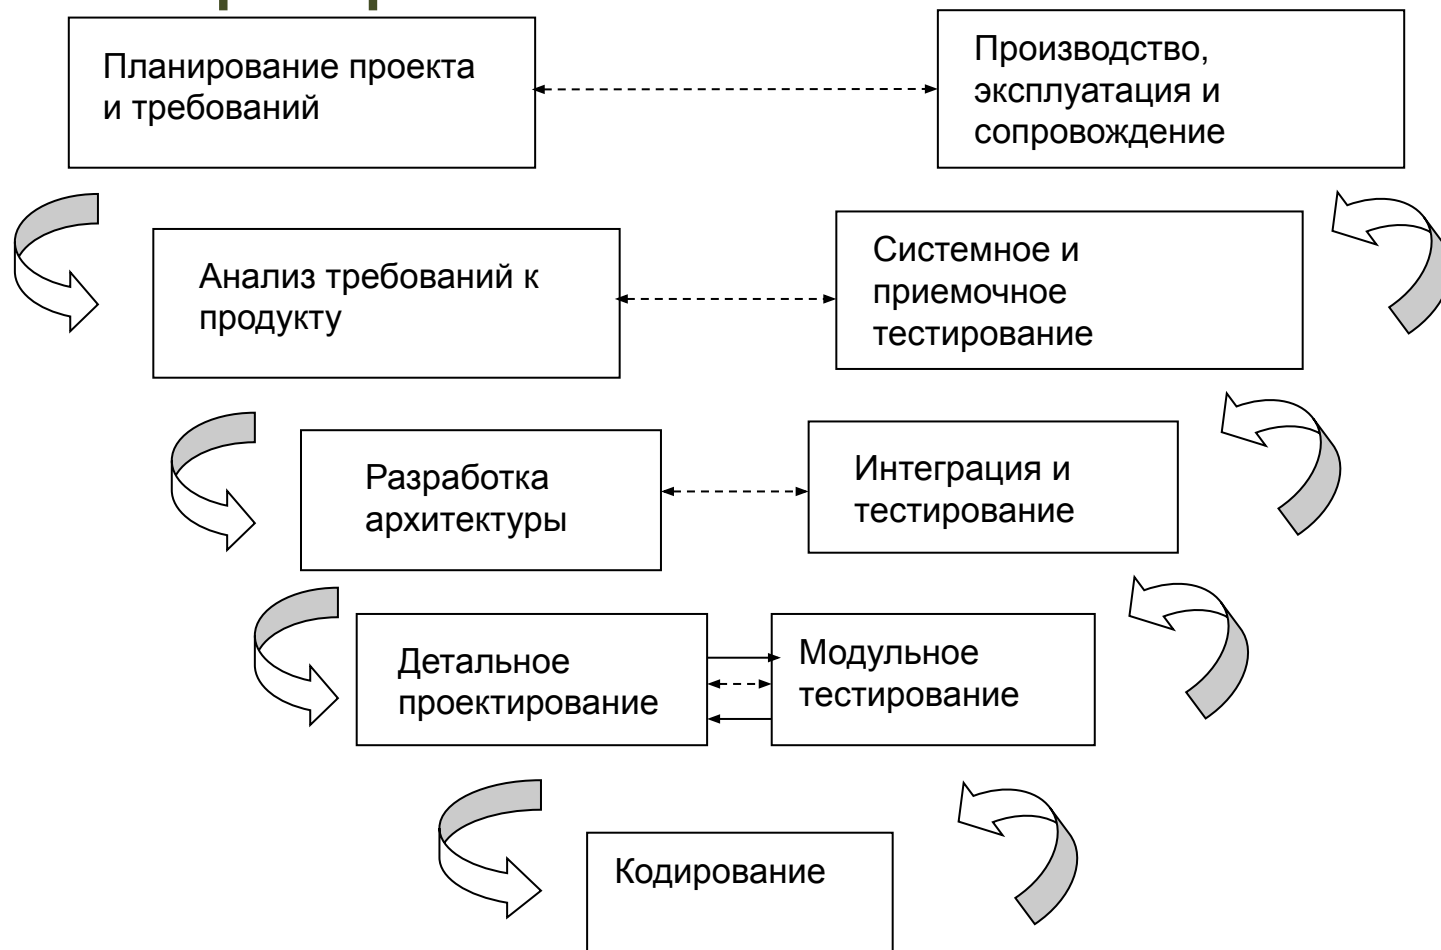 Планирование проекта
и требований
Производство,
эксплуатация и
сопровождение
Анализ требований к
продукту
Системное и
приемочное
тестирование
Разработка
архитектуры
Интеграция и
тестирование
Детальное
проектирование
Модульное
тестирование
Кодирование